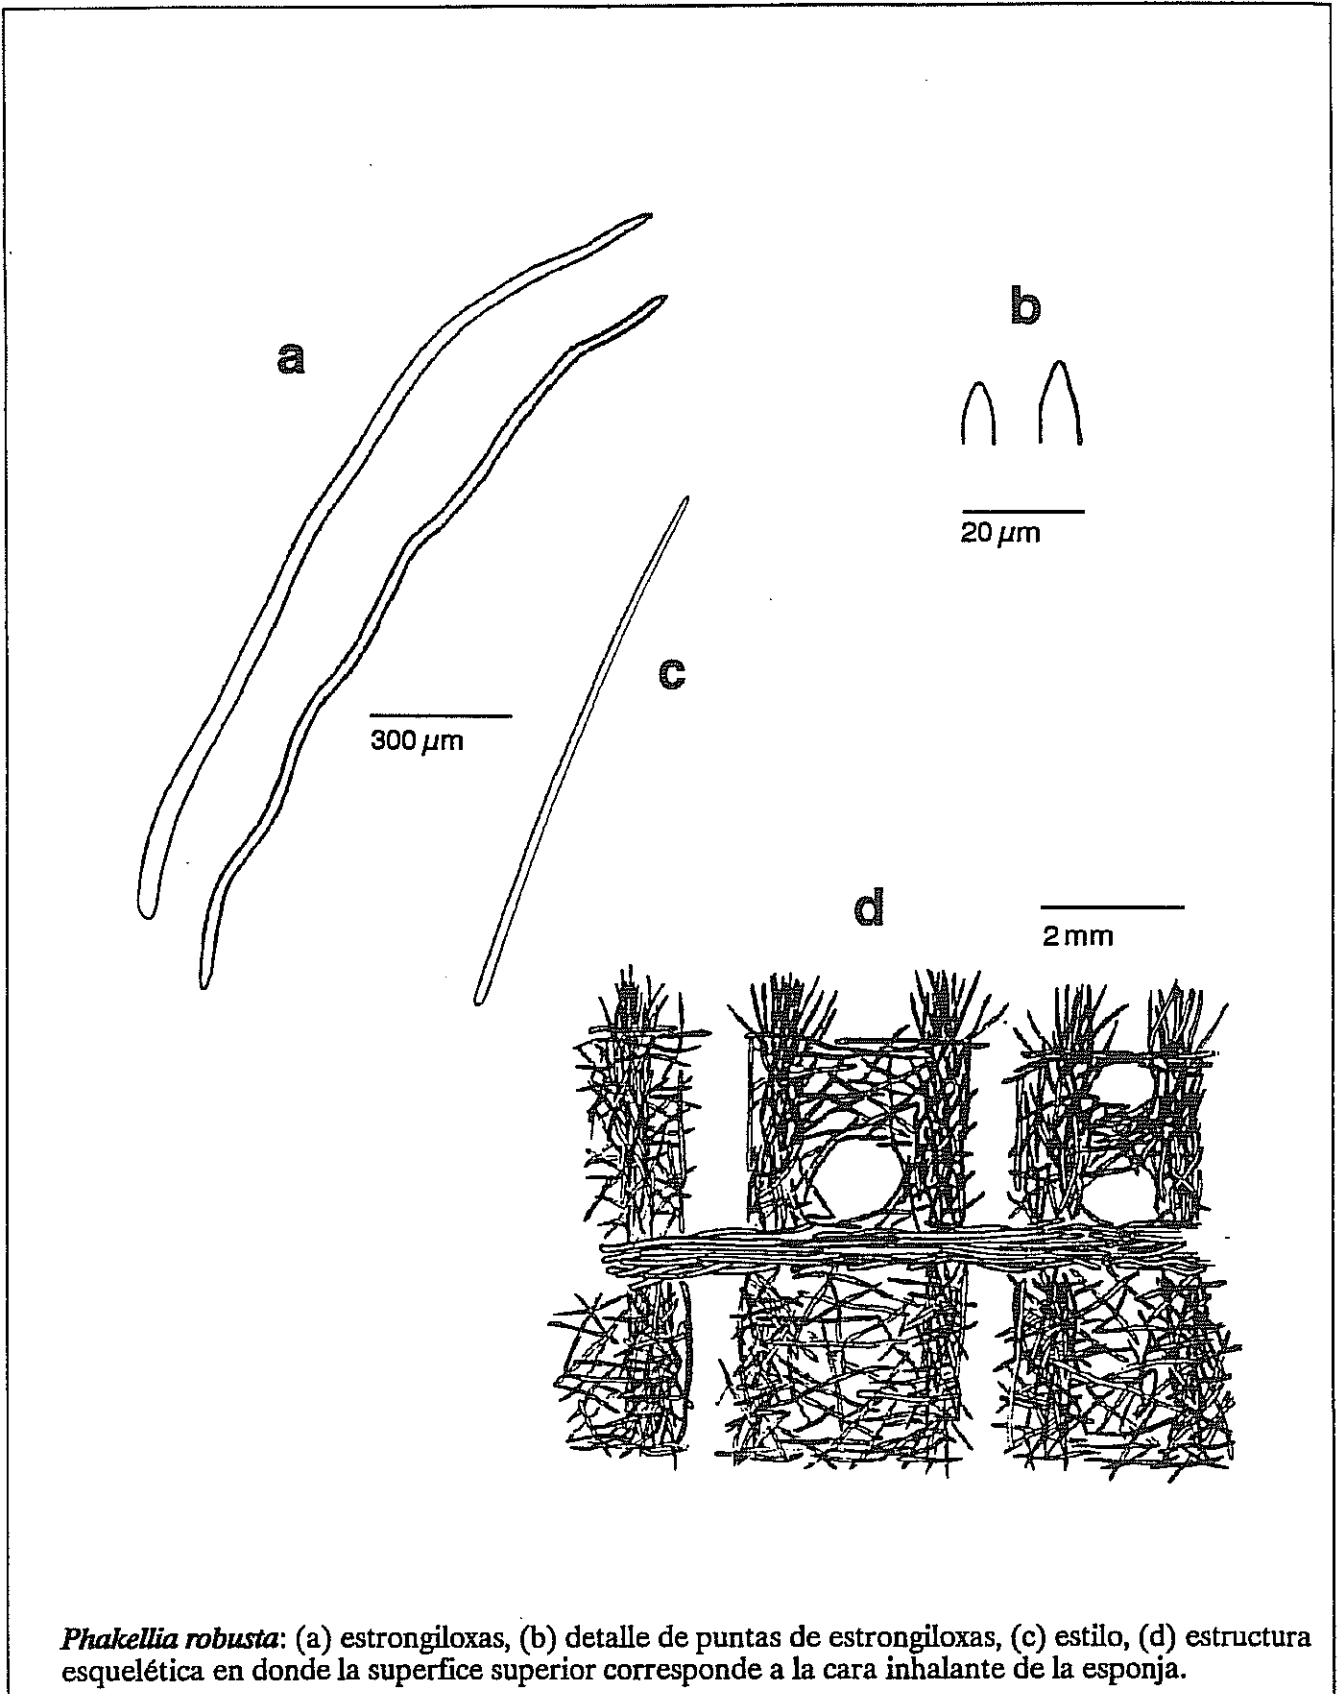 a
b
20 µm
c
300 µm
d
2 mm
Phakellia robusta: (a) estrongiloxas, (b) detalle de puntas de estrongiloxas, (c) estilo, (d) estructura
esquelética en donde la superfice superior corresponde a la cara inhalante de la esponja.